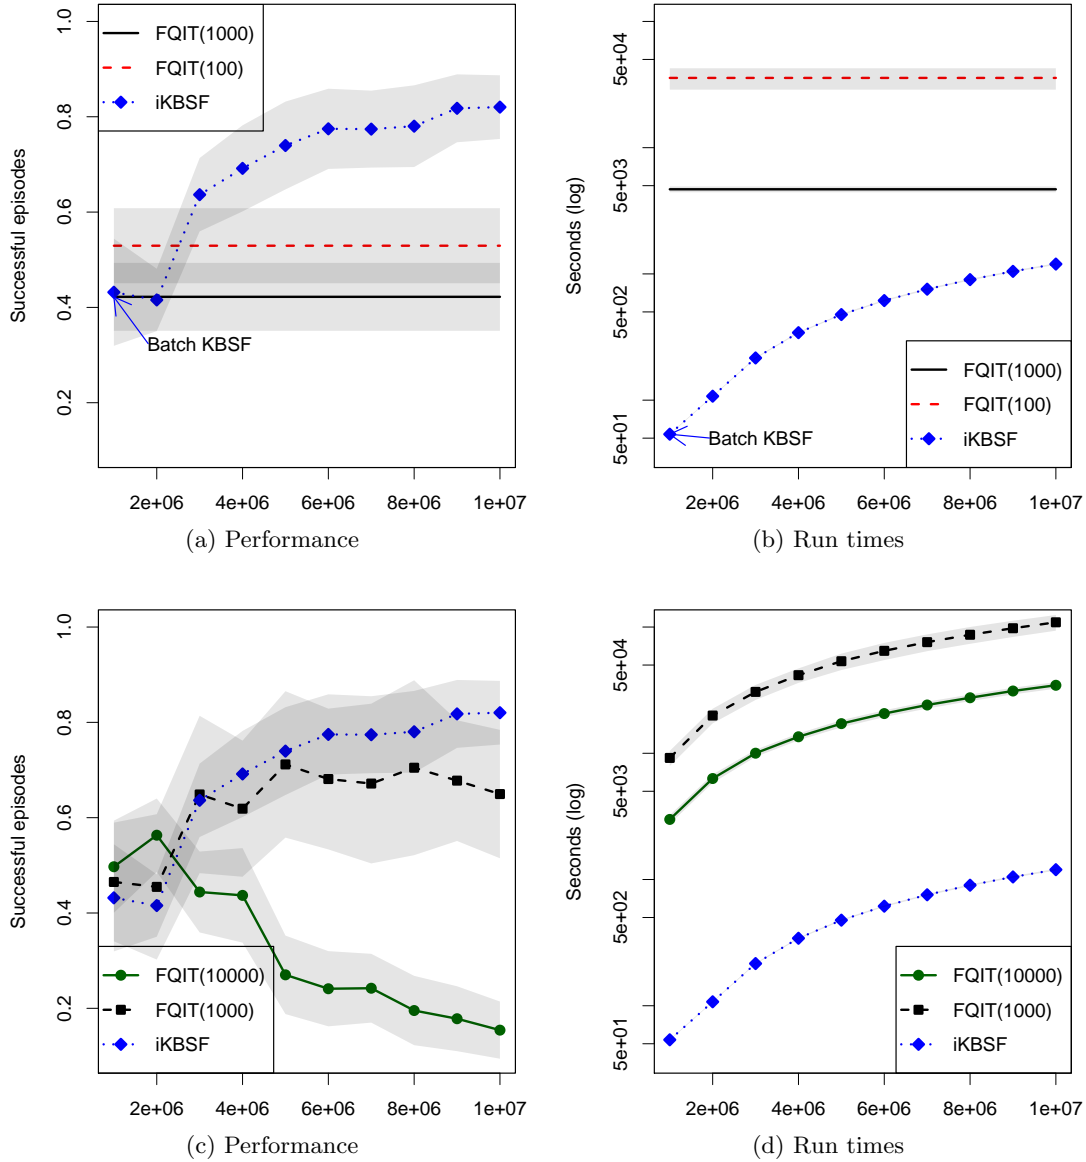 Successful episodes
0.2
0.4
0.6
0.8
1.0
FQIT(1000)
FQIT(100)
iKBSF
Batch KBSF
2e+06
4e+06
6e+06
8e+06
1e+07
(a) Performance
Seconds (log)
5e+01
5e+02
5e+03
5e+04
FQIT(1000)
FQIT(100)
iKBSF
Batch KBSF
2e+06
4e+06
6e+06
8e+06
1e+07
(b) Run times
Successful episodes
0.2
0.4
0.6
0.8
1.0
FQIT(10000)
FQIT(1000)
iKBSF
2e+06
4e+06
6e+06
8e+06
1e+07
(c) Performance
Seconds (log)
5e+01
5e+02
5e+03
5e+04
FQIT(10000)
FQIT(1000)
iKBSF
2e+06
4e+06
6e+06
8e+06
1e+07
(d) Run times